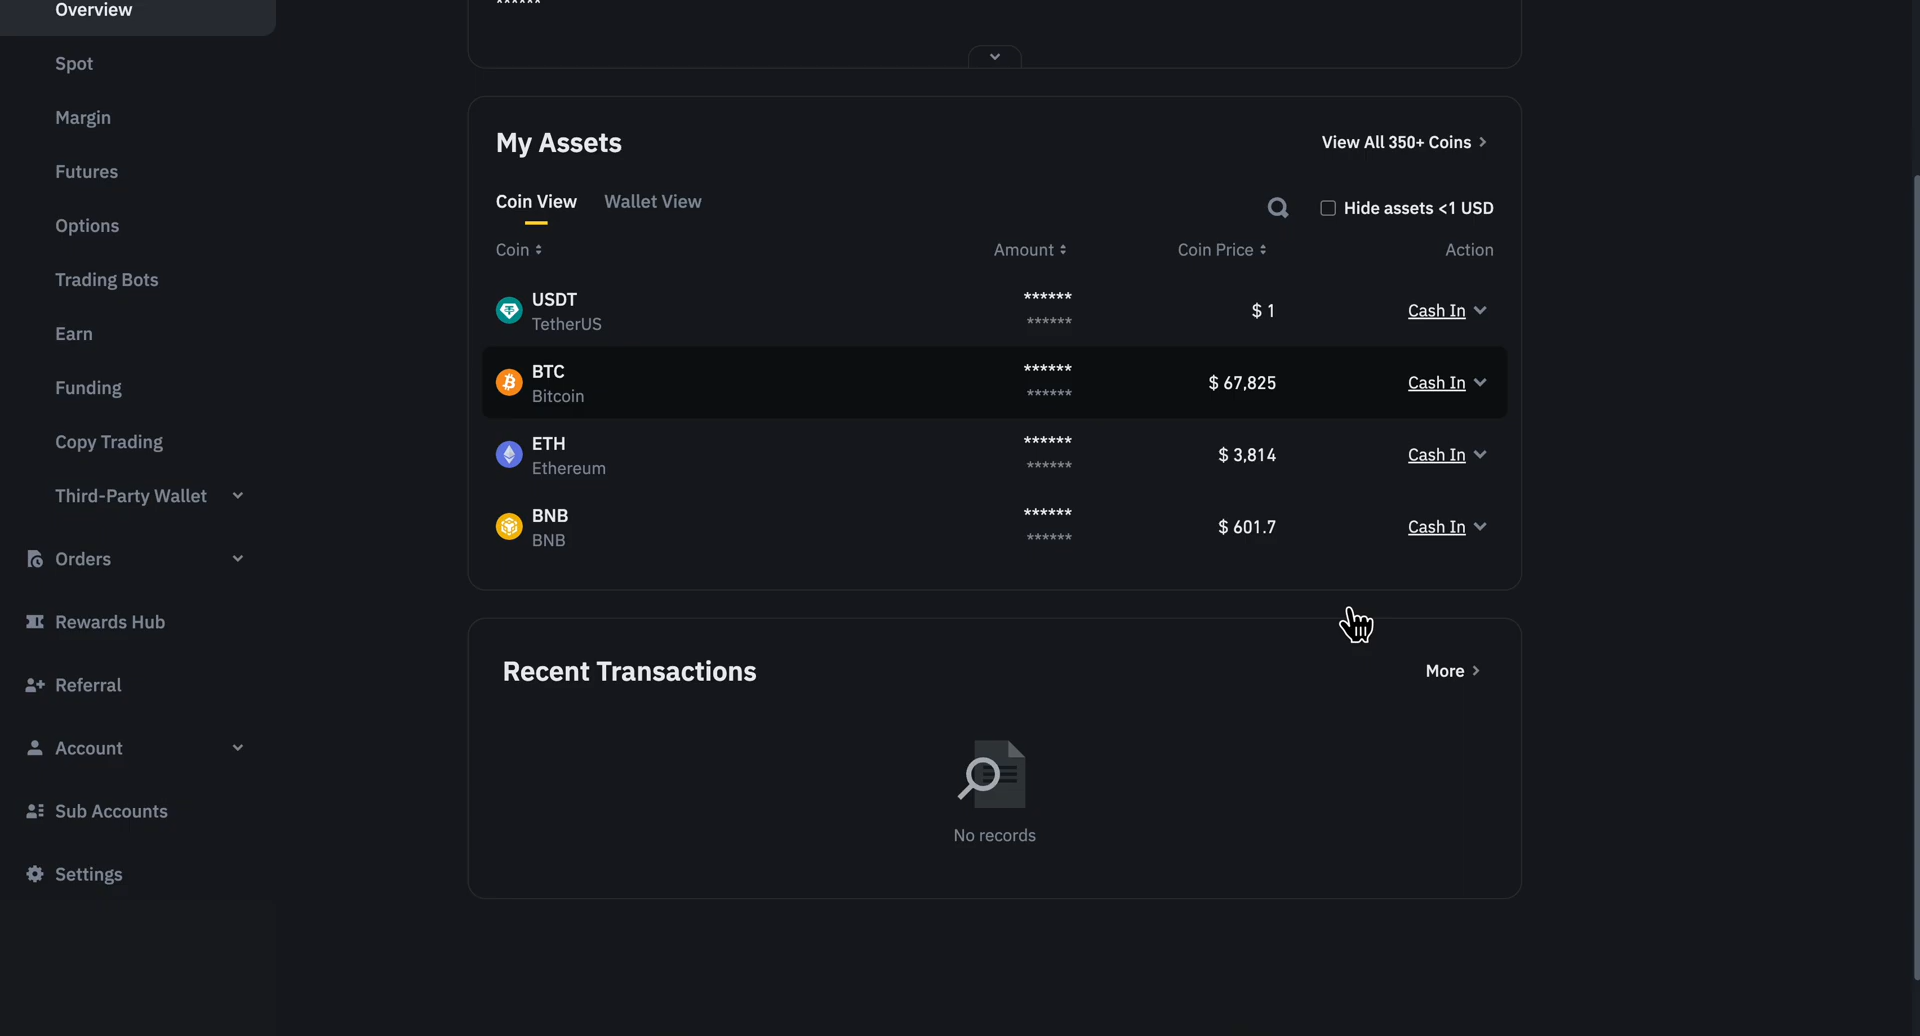 Overview
Spot
Margin
Futures
Options
Trading Bots
Earn
Funding
Copy Trading
Third-Party Wallet
Orders
Rewards Hub
Referral
Account
Sub Accounts
Settings
******
My Assets
View All 350+ Coins
Coin View Wallet View
Hide assets <1 USD
Coin Amount Coin Price Action
USDT ******
TetherUS ******
$ 1 Cash In
BTC ******
Bitcoin ******
$ 67,825 Cash In
ETH ******
Ethereum ******
$ 3,814 Cash In
BNB ******
BNB ******
$ 601.7 Cash In
Recent Transactions
More
No records